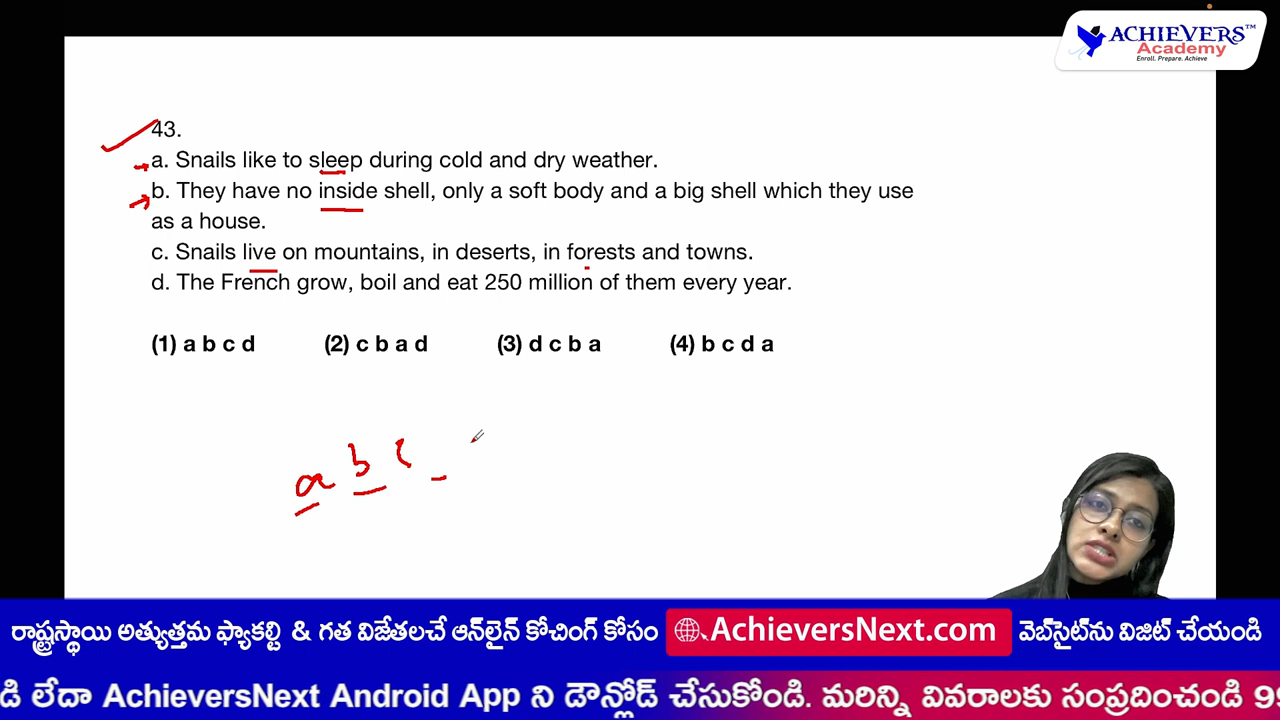 ACHIEVERS™
Academy
Enroll. Prepare. Achieve
43.
a. Snails like to sleep during cold and dry weather.
b. They have no inside shell, only a soft body and a big shell which they use
as a house.
c. Snails live on mountains, in deserts, in forests and towns.
d. The French grow, boil and eat 250 million of them every year.
(1) a b c d (2) c b a d (3) d c b a (4) b c d a
a b c
రాష్ట్రస్థాయి అత్యుత్తమ ఫ్యాకల్టి & గత విజేతలచే ఆన్‌లైన్ కోచింగ్ కోసం AchieversNext.com వెబ్‌సైట్‌ను విజిట్ చేయండి
డి లేదా AchieversNext Android App ని డౌన్లోడ్ చేసుకోండి. మరిన్ని వివరాలకు సంప్రదించండి 99